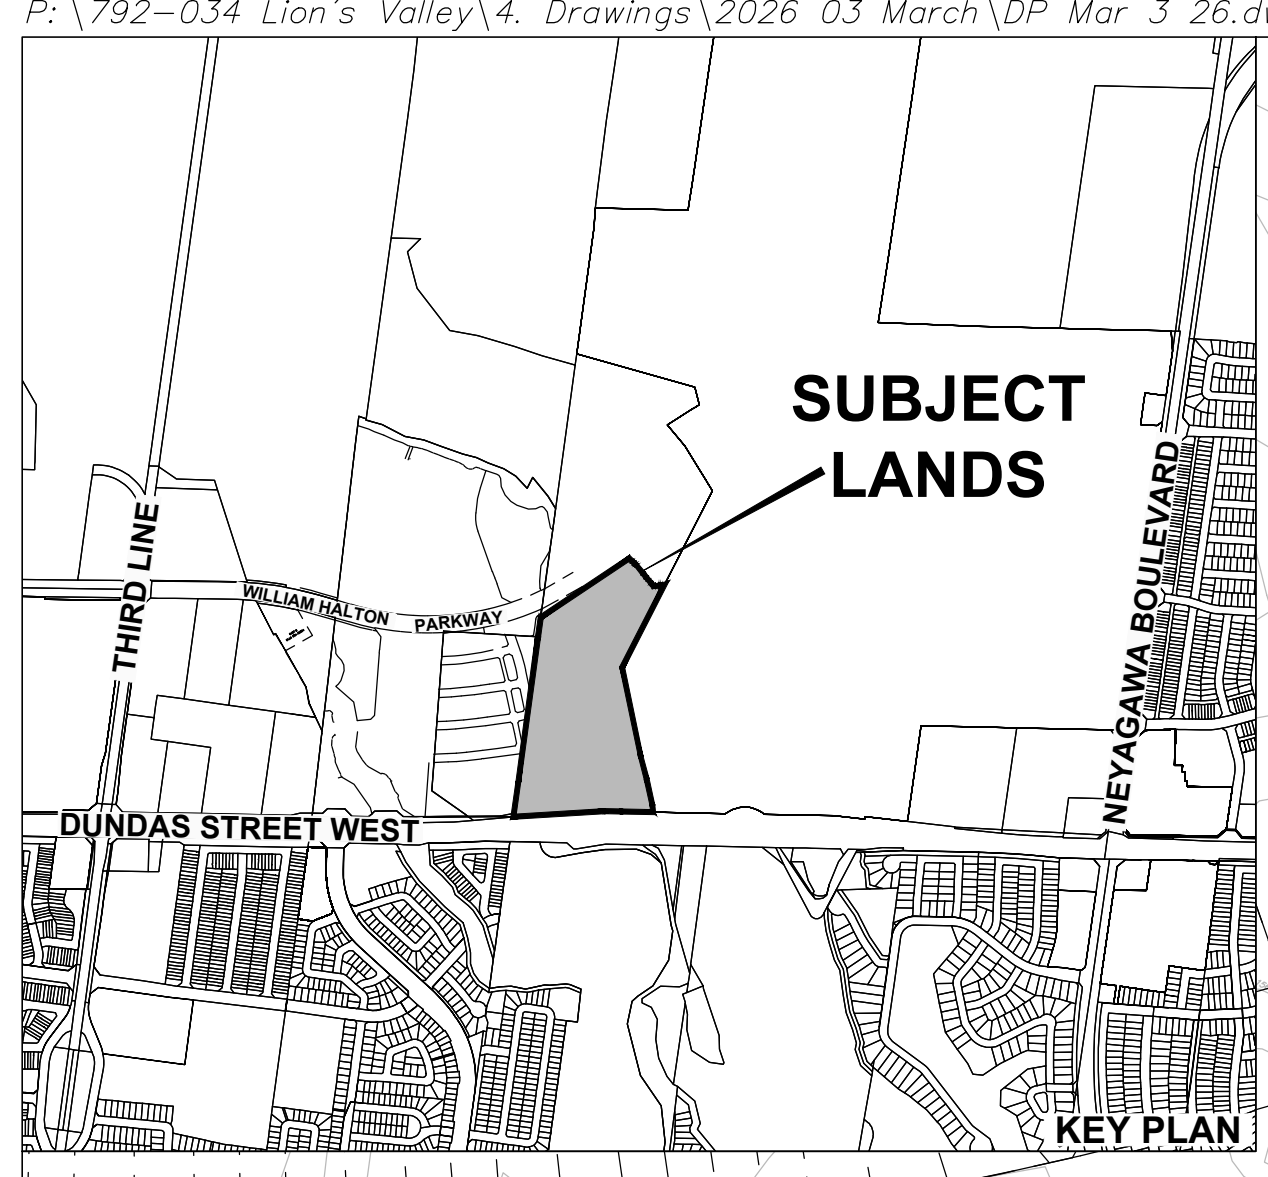 P: \792-034 Lion's Valley\4. Drawings\2026 03 March\DP Mar 3 26.dw
SUBJECT
LANDS
THIRD LINE
WILLIAM HALTON PARKWAY
NEYAGAWA BOULEVARD
DUNDAS STREET WEST
KEY PLAN